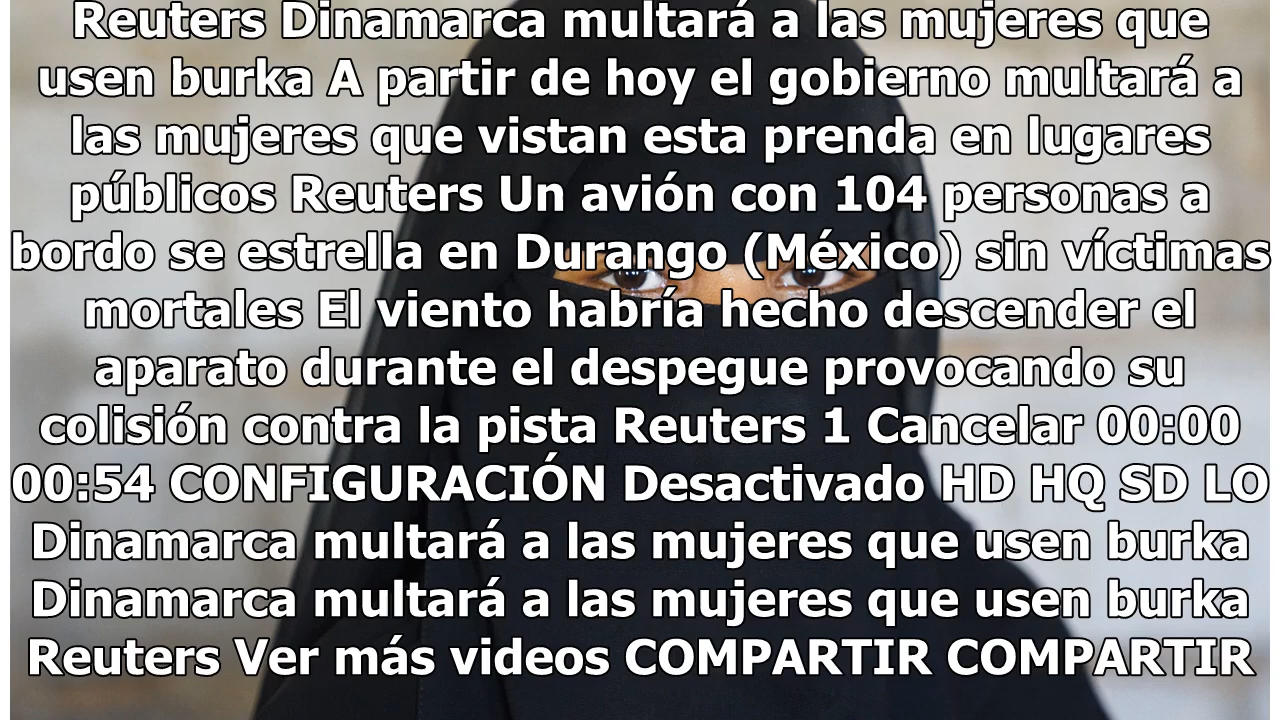 Reuters Dinamarca multará a las mujeres que
usen burka A partir de hoy el gobierno multará a
las mujeres que vistan esta prenda en lugares
públicos Reuters Un avión con 104 personas a
bordo se estrella en Durango (México) sin víctimas
mortales El viento habría hecho descender el
aparato durante el despegue provocando su
colisión contra la pista Reuters 1 Cancelar 00:00
00:54 CONFIGURACIÓN Desactivado HD HQ SD LO
Dinamarca multará a las mujeres que usen burka
Dinamarca multará a las mujeres que usen burka
Reuters Ver más videos COMPARTIR COMPARTIR